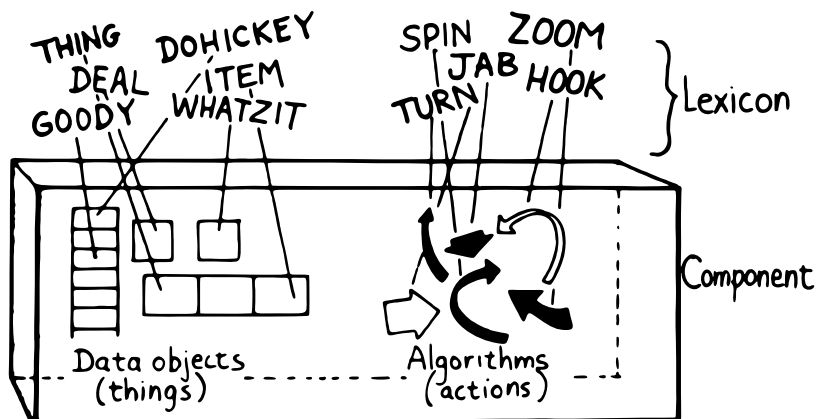 THING
DEAL
GOODY
DOHICKEY
ITEM
WHATZIT
SPIN
JAB
TURN
ZOOM
HOOK
Lexicon
Component
Data objects
(things)
Algorithms
(actions)